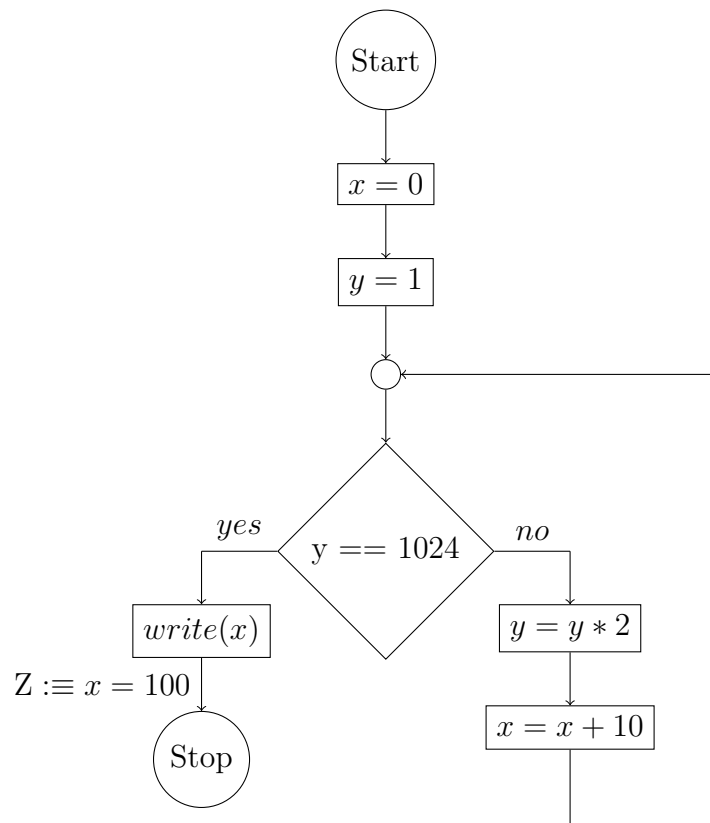 Start
x = 0
y = 1
y == 1024
yes
no
write(x)
y = y ∗ 2
Z :≡ x = 100
x = x + 10
Stop